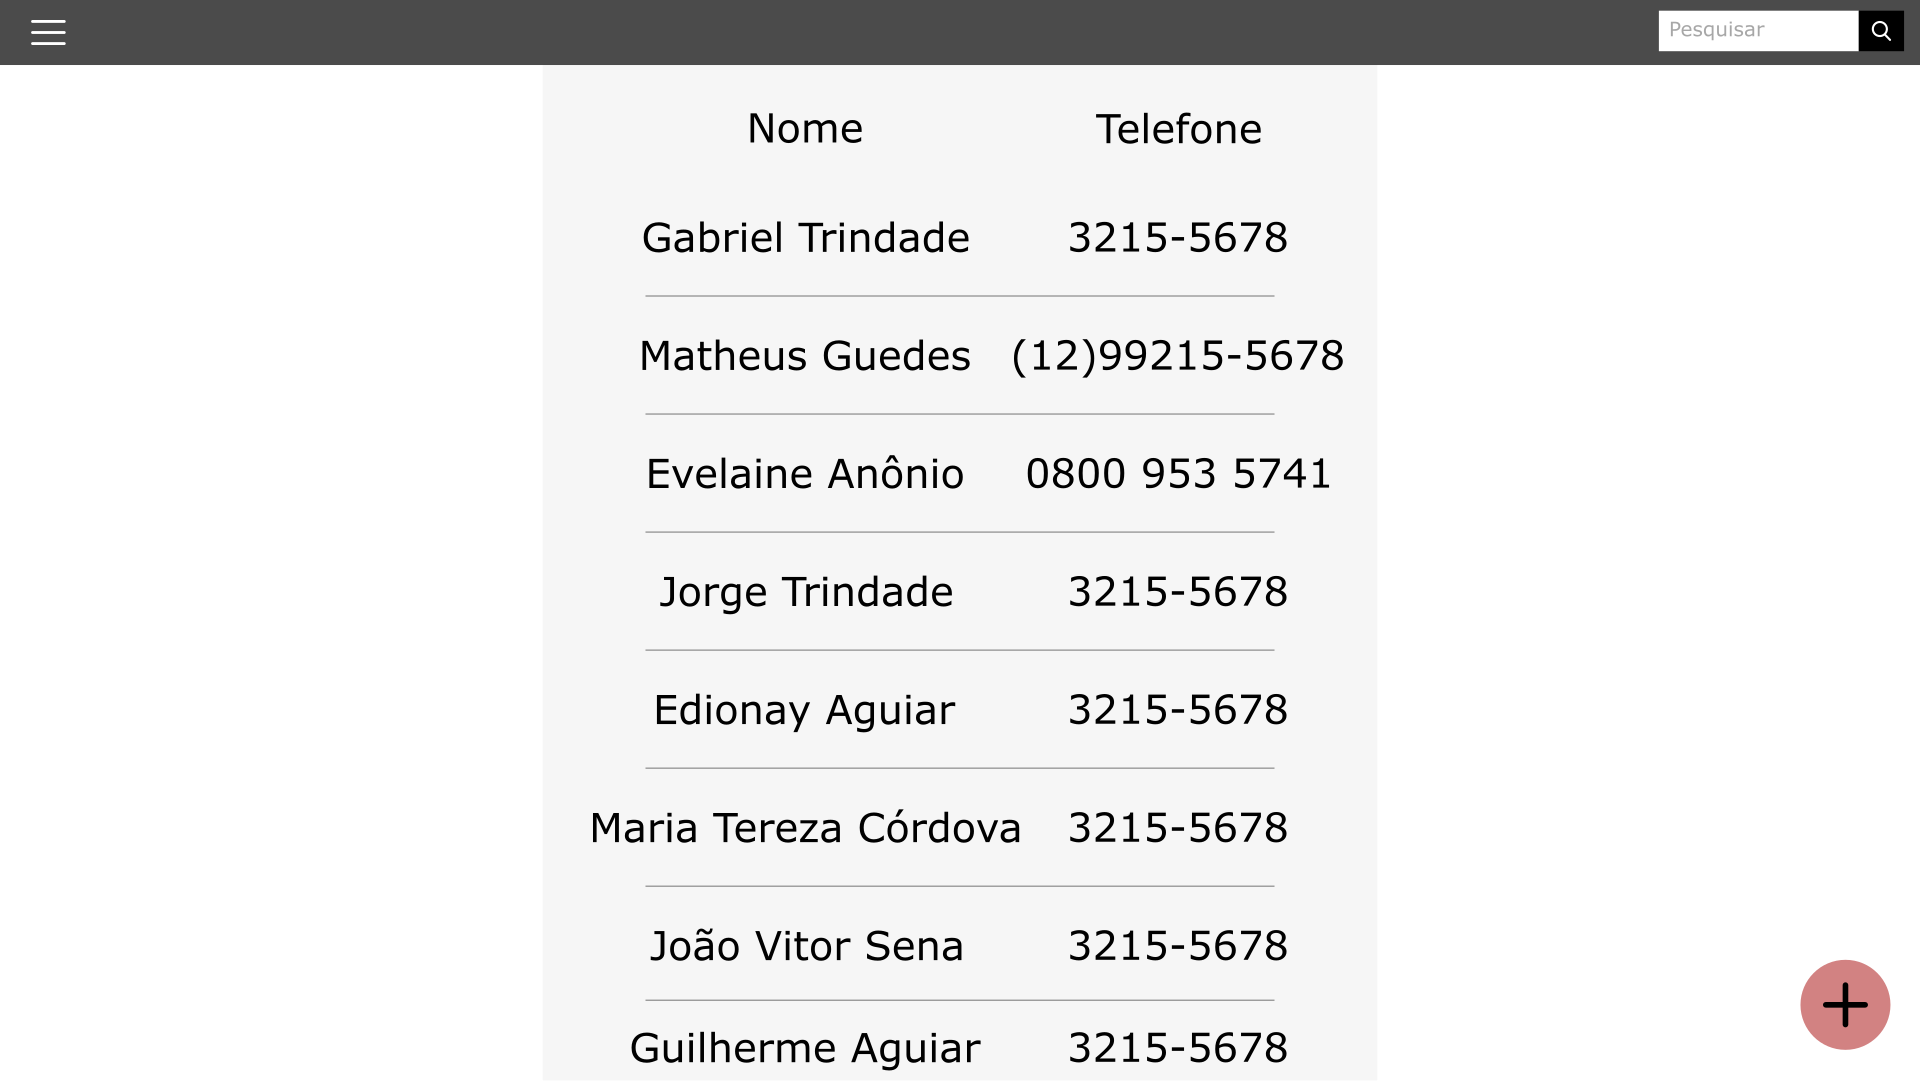 Pesquisar
Nome Telefone
Gabriel Trindade 3215-5678
Matheus Guedes (12)99215-5678
Evelaine Anônio 0800 953 5741
Jorge Trindade 3215-5678
Edionay Aguiar 3215-5678
Maria Tereza Córdova 3215-5678
João Vitor Sena 3215-5678
Guilherme Aguiar 3215-5678